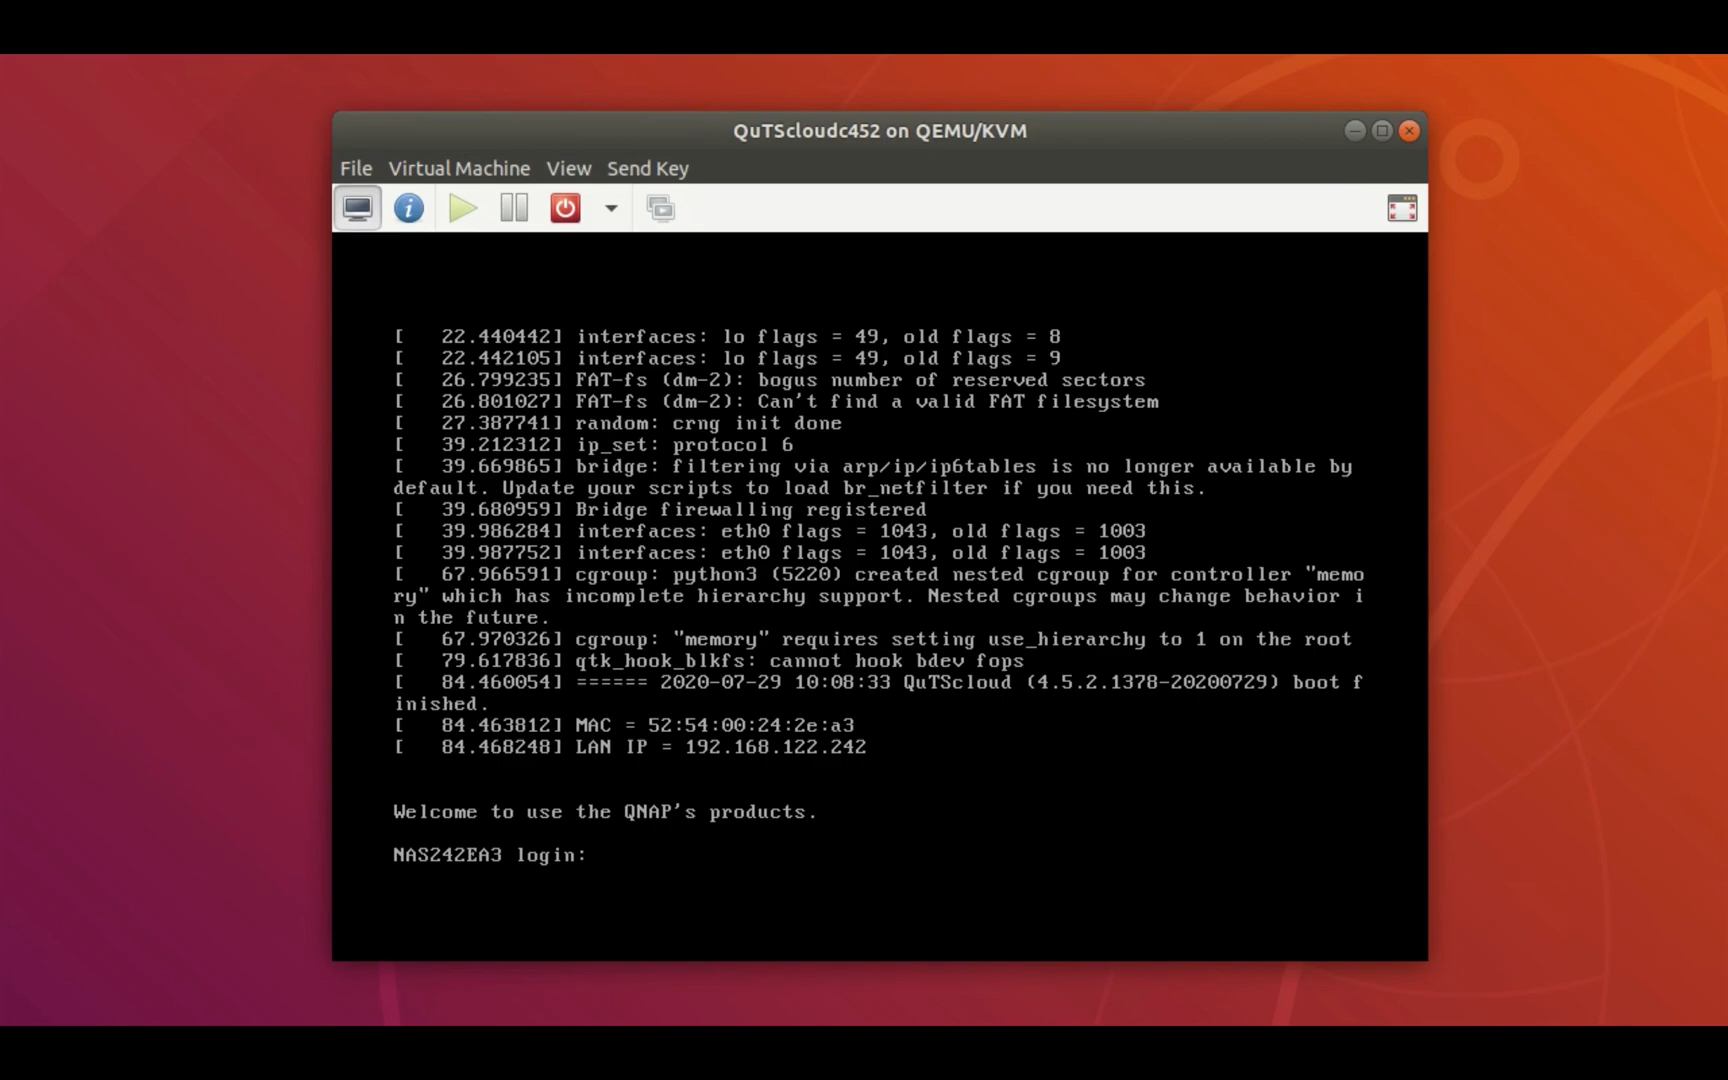 QuTScloudc452 on QEMU/KVM
File Virtual Machine View Send Key
[   22.440442] interfaces: lo flags = 49, old flags = 8
[   22.442105] interfaces: lo flags = 49, old flags = 9
[   26.799235] FAT-fs (dm-2): bogus number of reserved sectors
[   26.801027] FAT-fs (dm-2): Can't find a valid FAT filesystem
[   27.387741] random: crng init done
[   39.212312] ip_set: protocol 6
[   39.669865] bridge: filtering via arp/ip/ip6tables is no longer available by
default. Update your scripts to load br_netfilter if you need this.
[   39.680959] Bridge firewalling registered
[   39.986284] interfaces: eth0 flags = 1043, old flags = 1003
[   39.987752] interfaces: eth0 flags = 1043, old flags = 1003
[   67.966591] cgroup: python3 (5220) created nested cgroup for controller "memo
ry" which has incomplete hierarchy support. Nested cgroups may change behavior i
n the future.
[   67.970326] cgroup: "memory" requires setting use_hierarchy to 1 on the root
[   79.617836] qtk_hook_blkfs: cannot hook bdev fops
[   84.460054] ====== 2020-07-29 10:08:33 QuTScloud (4.5.2.1378-20200729) boot f
inished.
[   84.463812] MAC = 52:54:00:24:2e:a3
[   84.468248] LAN IP = 192.168.122.242
Welcome to use the QNAP's products.
NAS242EA3 login: